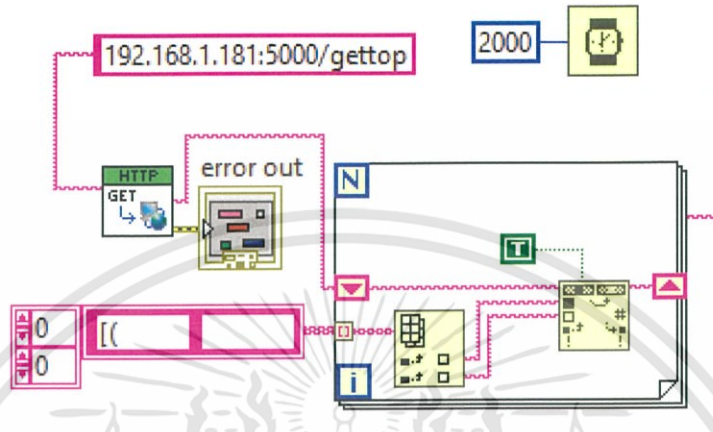 192.168.1.181:5000/gettop
2000
HTTP
GET
error out
N
T
0
[(
0
#
i